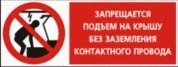 ЗАПРЕЩАЕТСЯ
ПОДЪЕМ НА КРЫШУ
БЕЗ ЗАЗЕМЛЕНИЯ
КОНТАКТНОГО ПРОВОДА